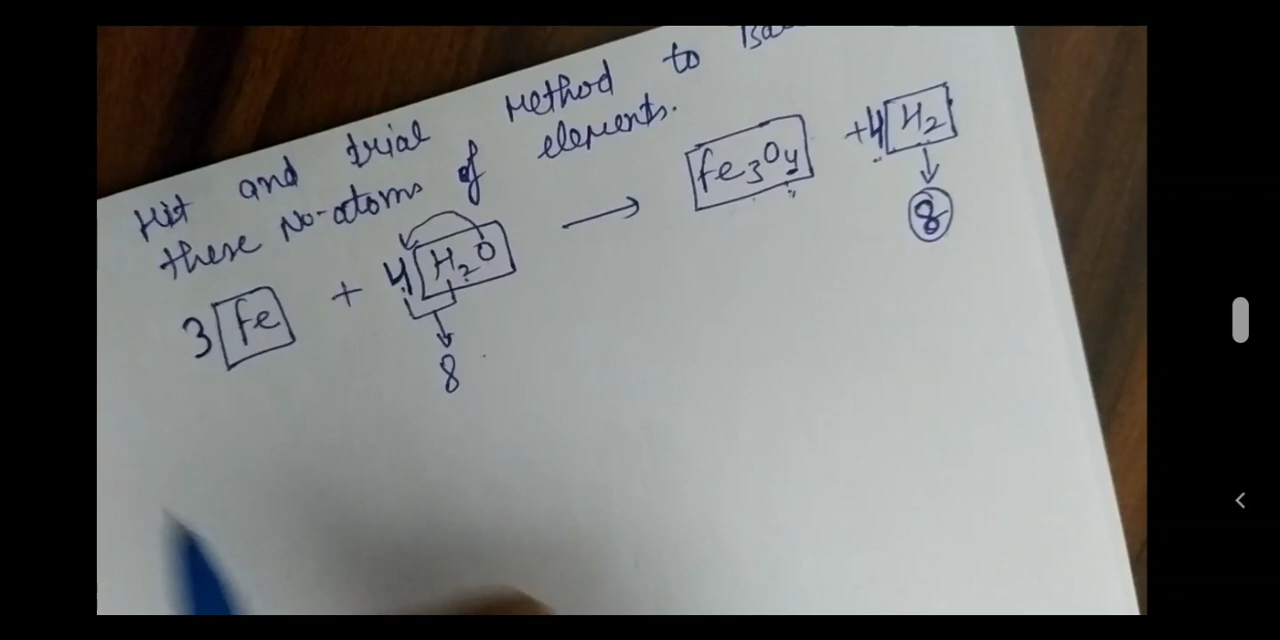 Hit and trial Method to
these No-atoms of elements.
3 Fe + 4 H₂O → Fe₃O₄ + 4 H₂
8
8